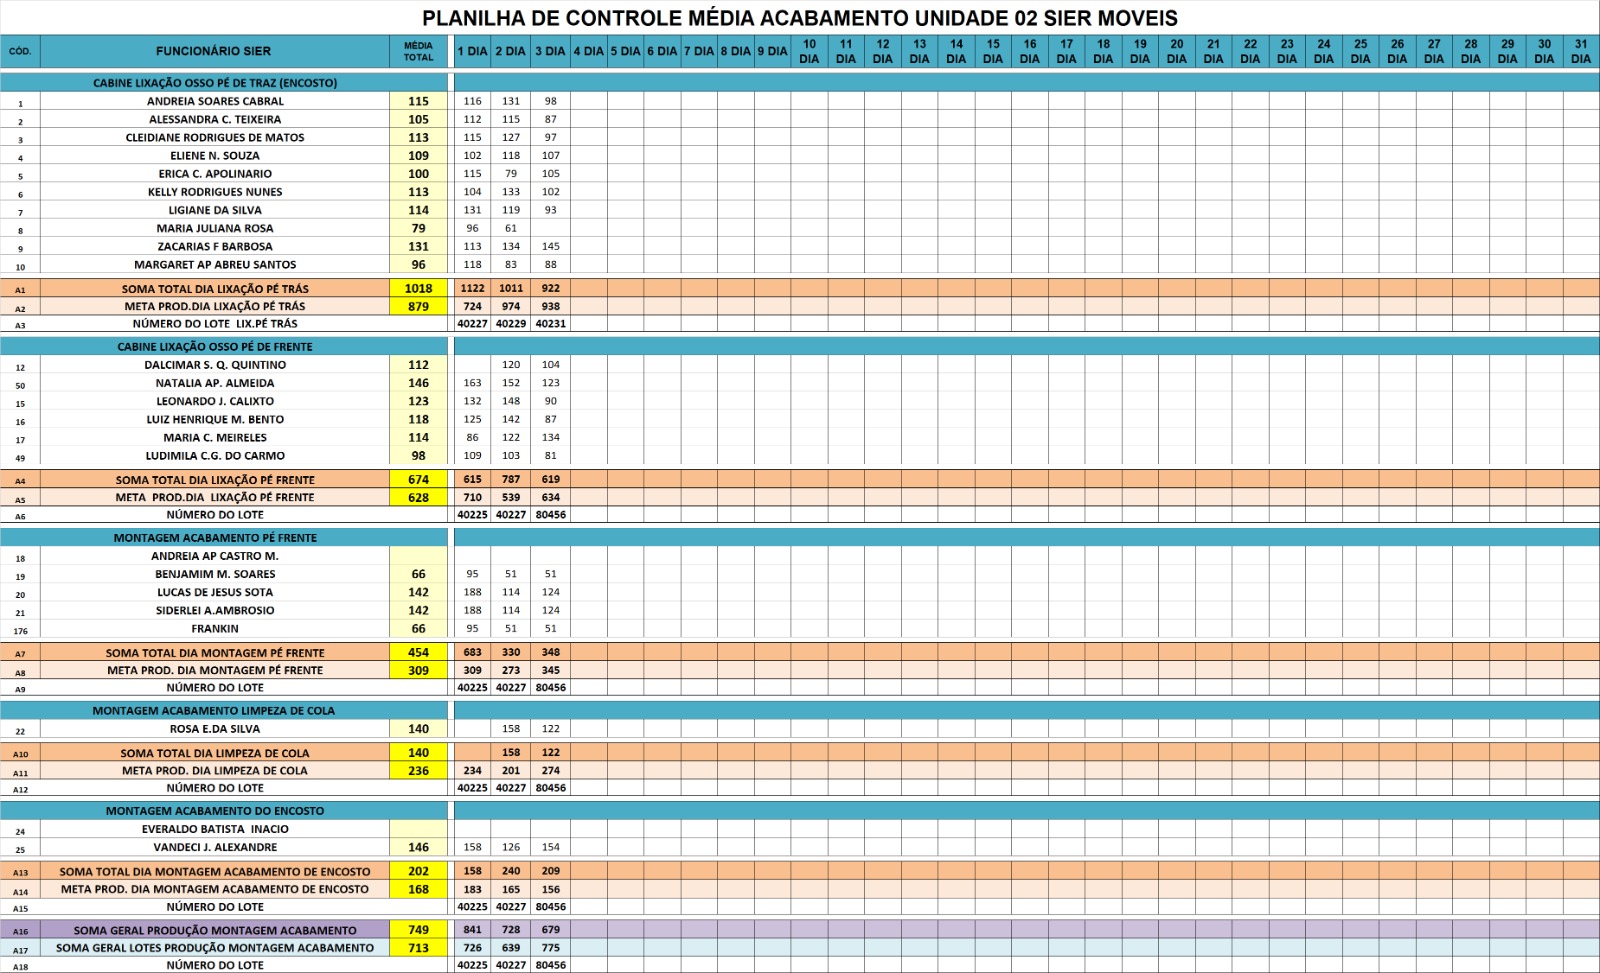 PLANILHA DE CONTROLE MÉDIA ACABAMENTO UNIDADE 02 SIER MOVEIS
CÓD. FUNCIONÁRIO SIER MÉDIA TOTAL 1 DIA 2 DIA 3 DIA 4 DIA 5 DIA 6 DIA 7 DIA 8 DIA 9 DIA 10 DIA 11 DIA 12 DIA 13 DIA 14 DIA 15 DIA 16 DIA 17 DIA 18 DIA 19 DIA 20 DIA 21 DIA 22 DIA 23 DIA 24 DIA 25 DIA 26 DIA 27 DIA 28 DIA 29 DIA 30 DIA 31 DIA
CABINE LIXAÇÃO OSSO PÉ DE TRAZ (ENCOSTO)
1 ANDREIA SOARES CABRAL 115 116 131 98
2 ALESSANDRA C. TEIXEIRA 105 112 115 87
3 CLEIDIANE RODRIGUES DE MATOS 113 115 127 97
4 ELIENE N. SOUZA 109 102 118 107
5 ERICA C. APOLINARIO 100 115 79 105
6 KELLY RODRIGUES NUNES 113 104 133 102
7 LIGIANE DA SILVA 114 131 119 93
8 MARIA JULIANA ROSA 79 96 61
9 ZACARIAS F BARBOSA 131 113 134 145
10 MARGARET AP ABREU SANTOS 96 118 83 88
A1 SOMA TOTAL DIA LIXAÇÃO PÉ TRÁS 1018 1122 1011 922
A2 META PROD.DIA LIXAÇÃO PÉ TRÁS 879 724 974 938
A3 NÚMERO DO LOTE LIX.PÉ TRÁS 40227 40229 40231
CABINE LIXAÇÃO OSSO PÉ DE FRENTE
12 DALCIMAR S. Q. QUINTINO 112 120 104
50 NATALIA AP. ALMEIDA 146 163 152 123
15 LEONARDO J. CALIXTO 123 132 148 90
16 LUIZ HENRIQUE M. BENTO 118 125 142 87
17 MARIA C. MEIRELES 114 86 122 134
49 LUDIMILA C.G. DO CARMO 98 109 103 81
A4 SOMA TOTAL DIA LIXAÇÃO PÉ FRENTE 674 615 787 619
A5 META PROD.DIA LIXAÇÃO PÉ FRENTE 628 710 539 634
A6 NÚMERO DO LOTE 40225 40227 80456
MONTAGEM ACABAMENTO PÉ FRENTE
18 ANDREIA AP CASTRO M.
19 BENJAMIM M. SOARES 66 95 51 51
20 LUCAS DE JESUS SOTA 142 188 114 124
21 SIDERLEI A.AMBROSIO 142 188 114 124
176 FRANKIN 66 95 51 51
A7 SOMA TOTAL DIA MONTAGEM PÉ FRENTE 454 683 330 348
A8 META PROD. DIA MONTAGEM PÉ FRENTE 309 309 273 345
A9 NÚMERO DO LOTE 40225 40227 80456
MONTAGEM ACABAMENTO LIMPEZA DE COLA
22 ROSA E.DA SILVA 140 158 122
A10 SOMA TOTAL DIA LIMPEZA DE COLA 140 158 122
A11 META PROD. DIA LIMPEZA DE COLA 236 234 201 274
A12 NÚMERO DO LOTE 40225 40227 80456
MONTAGEM ACABAMENTO DO ENCOSTO
24 EVERALDO BATISTA INACIO
25 VANDECI J. ALEXANDRE 146 158 126 154
A13 SOMA TOTAL DIA MONTAGEM ACABAMENTO DE ENCOSTO 202 158 240 209
A14 META PROD. DIA MONTAGEM ACABAMENTO DE ENCOSTO 168 183 165 156
A15 NÚMERO DO LOTE 40225 40227 80456
A16 SOMA GERAL PRODUÇÃO MONTAGEM ACABAMENTO 749 841 728 679
A17 SOMA GERAL LOTES PRODUÇÃO MONTAGEM ACABAMENTO 713 726 639 775
A18 NÚMERO DO LOTE 40225 40227 80456